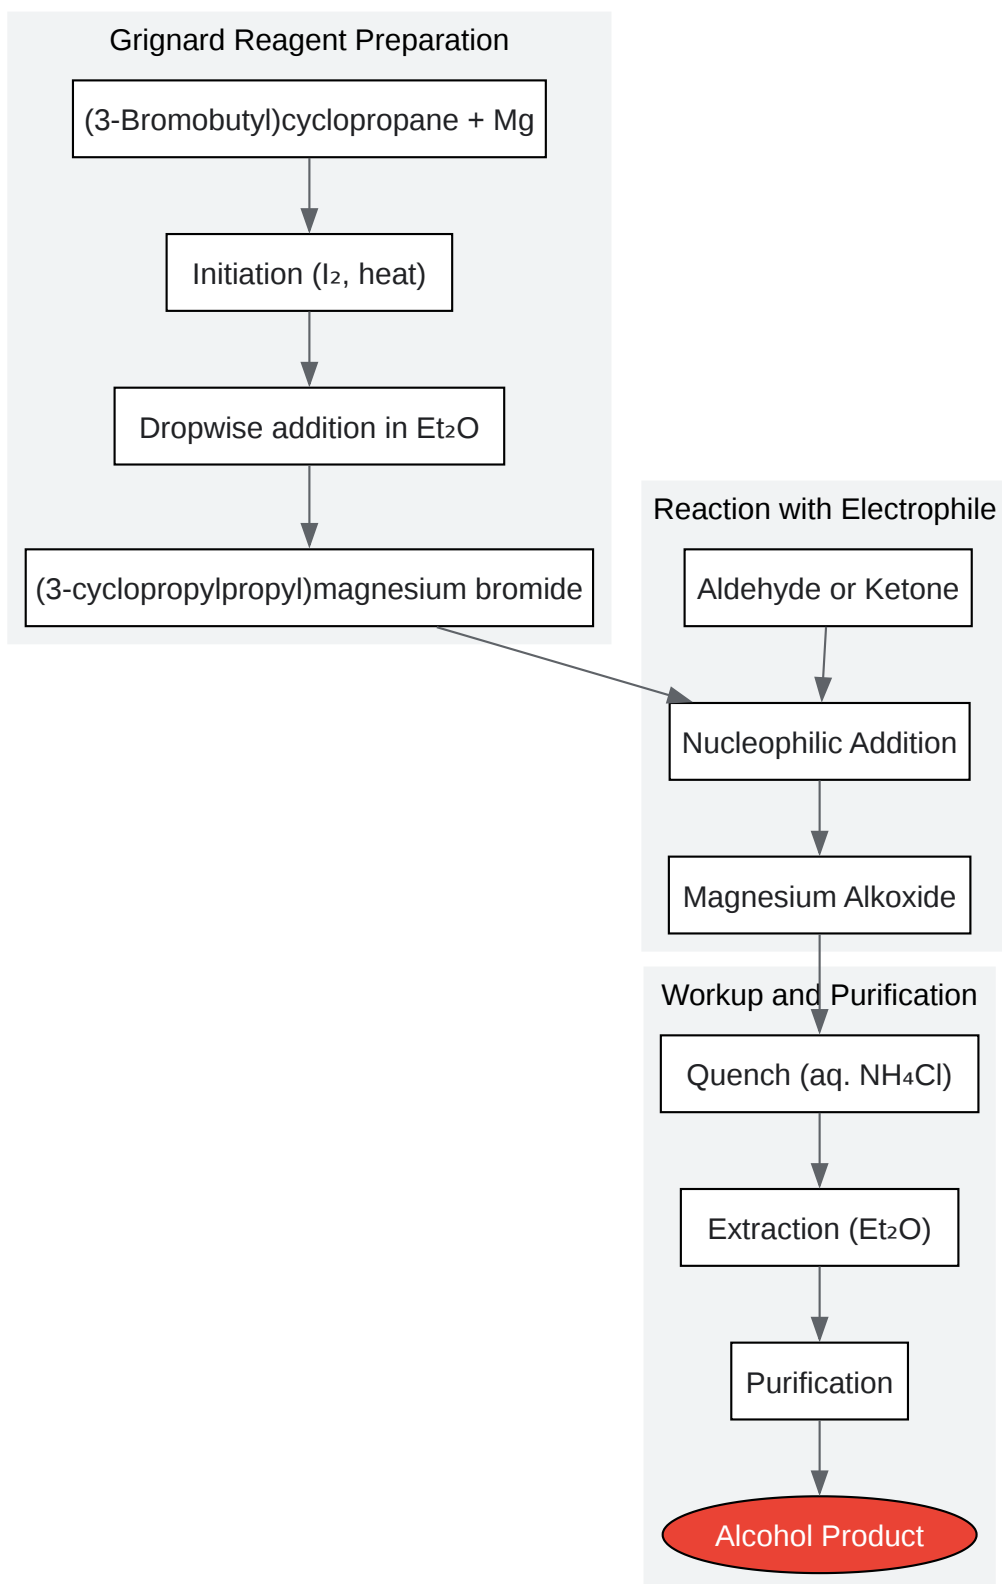 Grignard Reagent Preparation
(3-Bromobutyl)cyclopropane + Mg
Initiation (I₂, heat)
Dropwise addition in Et₂O
(3-cyclopropylpropyl)magnesium bromide
Reaction with Electrophile
Aldehyde or Ketone
Nucleophilic Addition
Magnesium Alkoxide
Workup and Purification
Quench (aq. NH₄Cl)
Extraction (Et₂O)
Purification
Alcohol Product